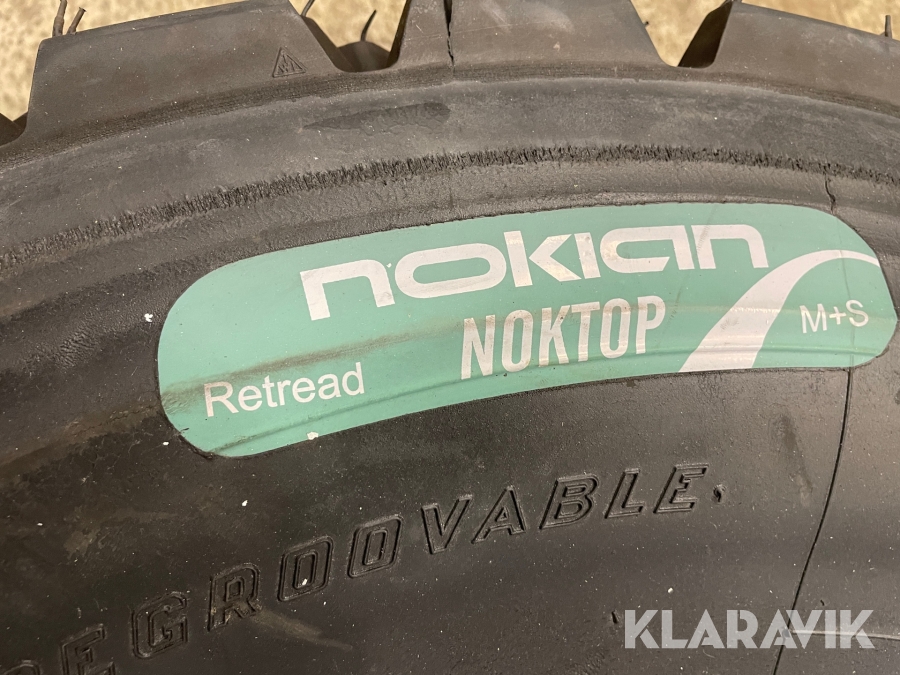 nokian
NOKTOP
M+S
Retread
REGROOVABLE.
KLARAVIK